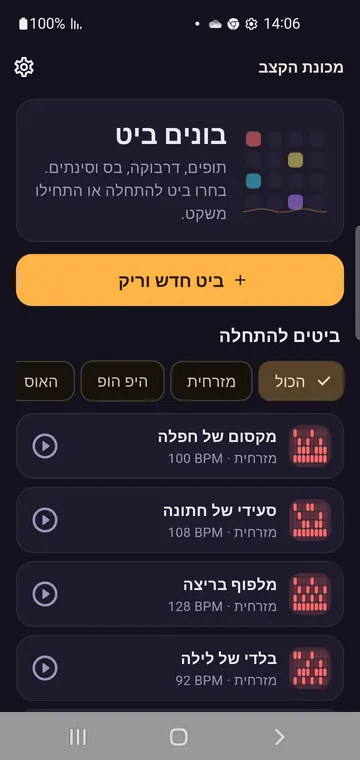 100% 14:06
מכונת הקצב
בונים ביט
תופים, דרבוקה, בס וסינתים.
בחרו ביט להתחלה או התחילו
משקט.
+ ביט חדש וריק
ביטים להתחלה
הכול
מזרחית
היפ הופ
האוס
מקסום של חפלה
מזרחית · 100 BPM
סעידי של חתונה
מזרחית · 108 BPM
מלפוף בריצה
מזרחית · 128 BPM
בלדי של לילה
מזרחית · 92 BPM